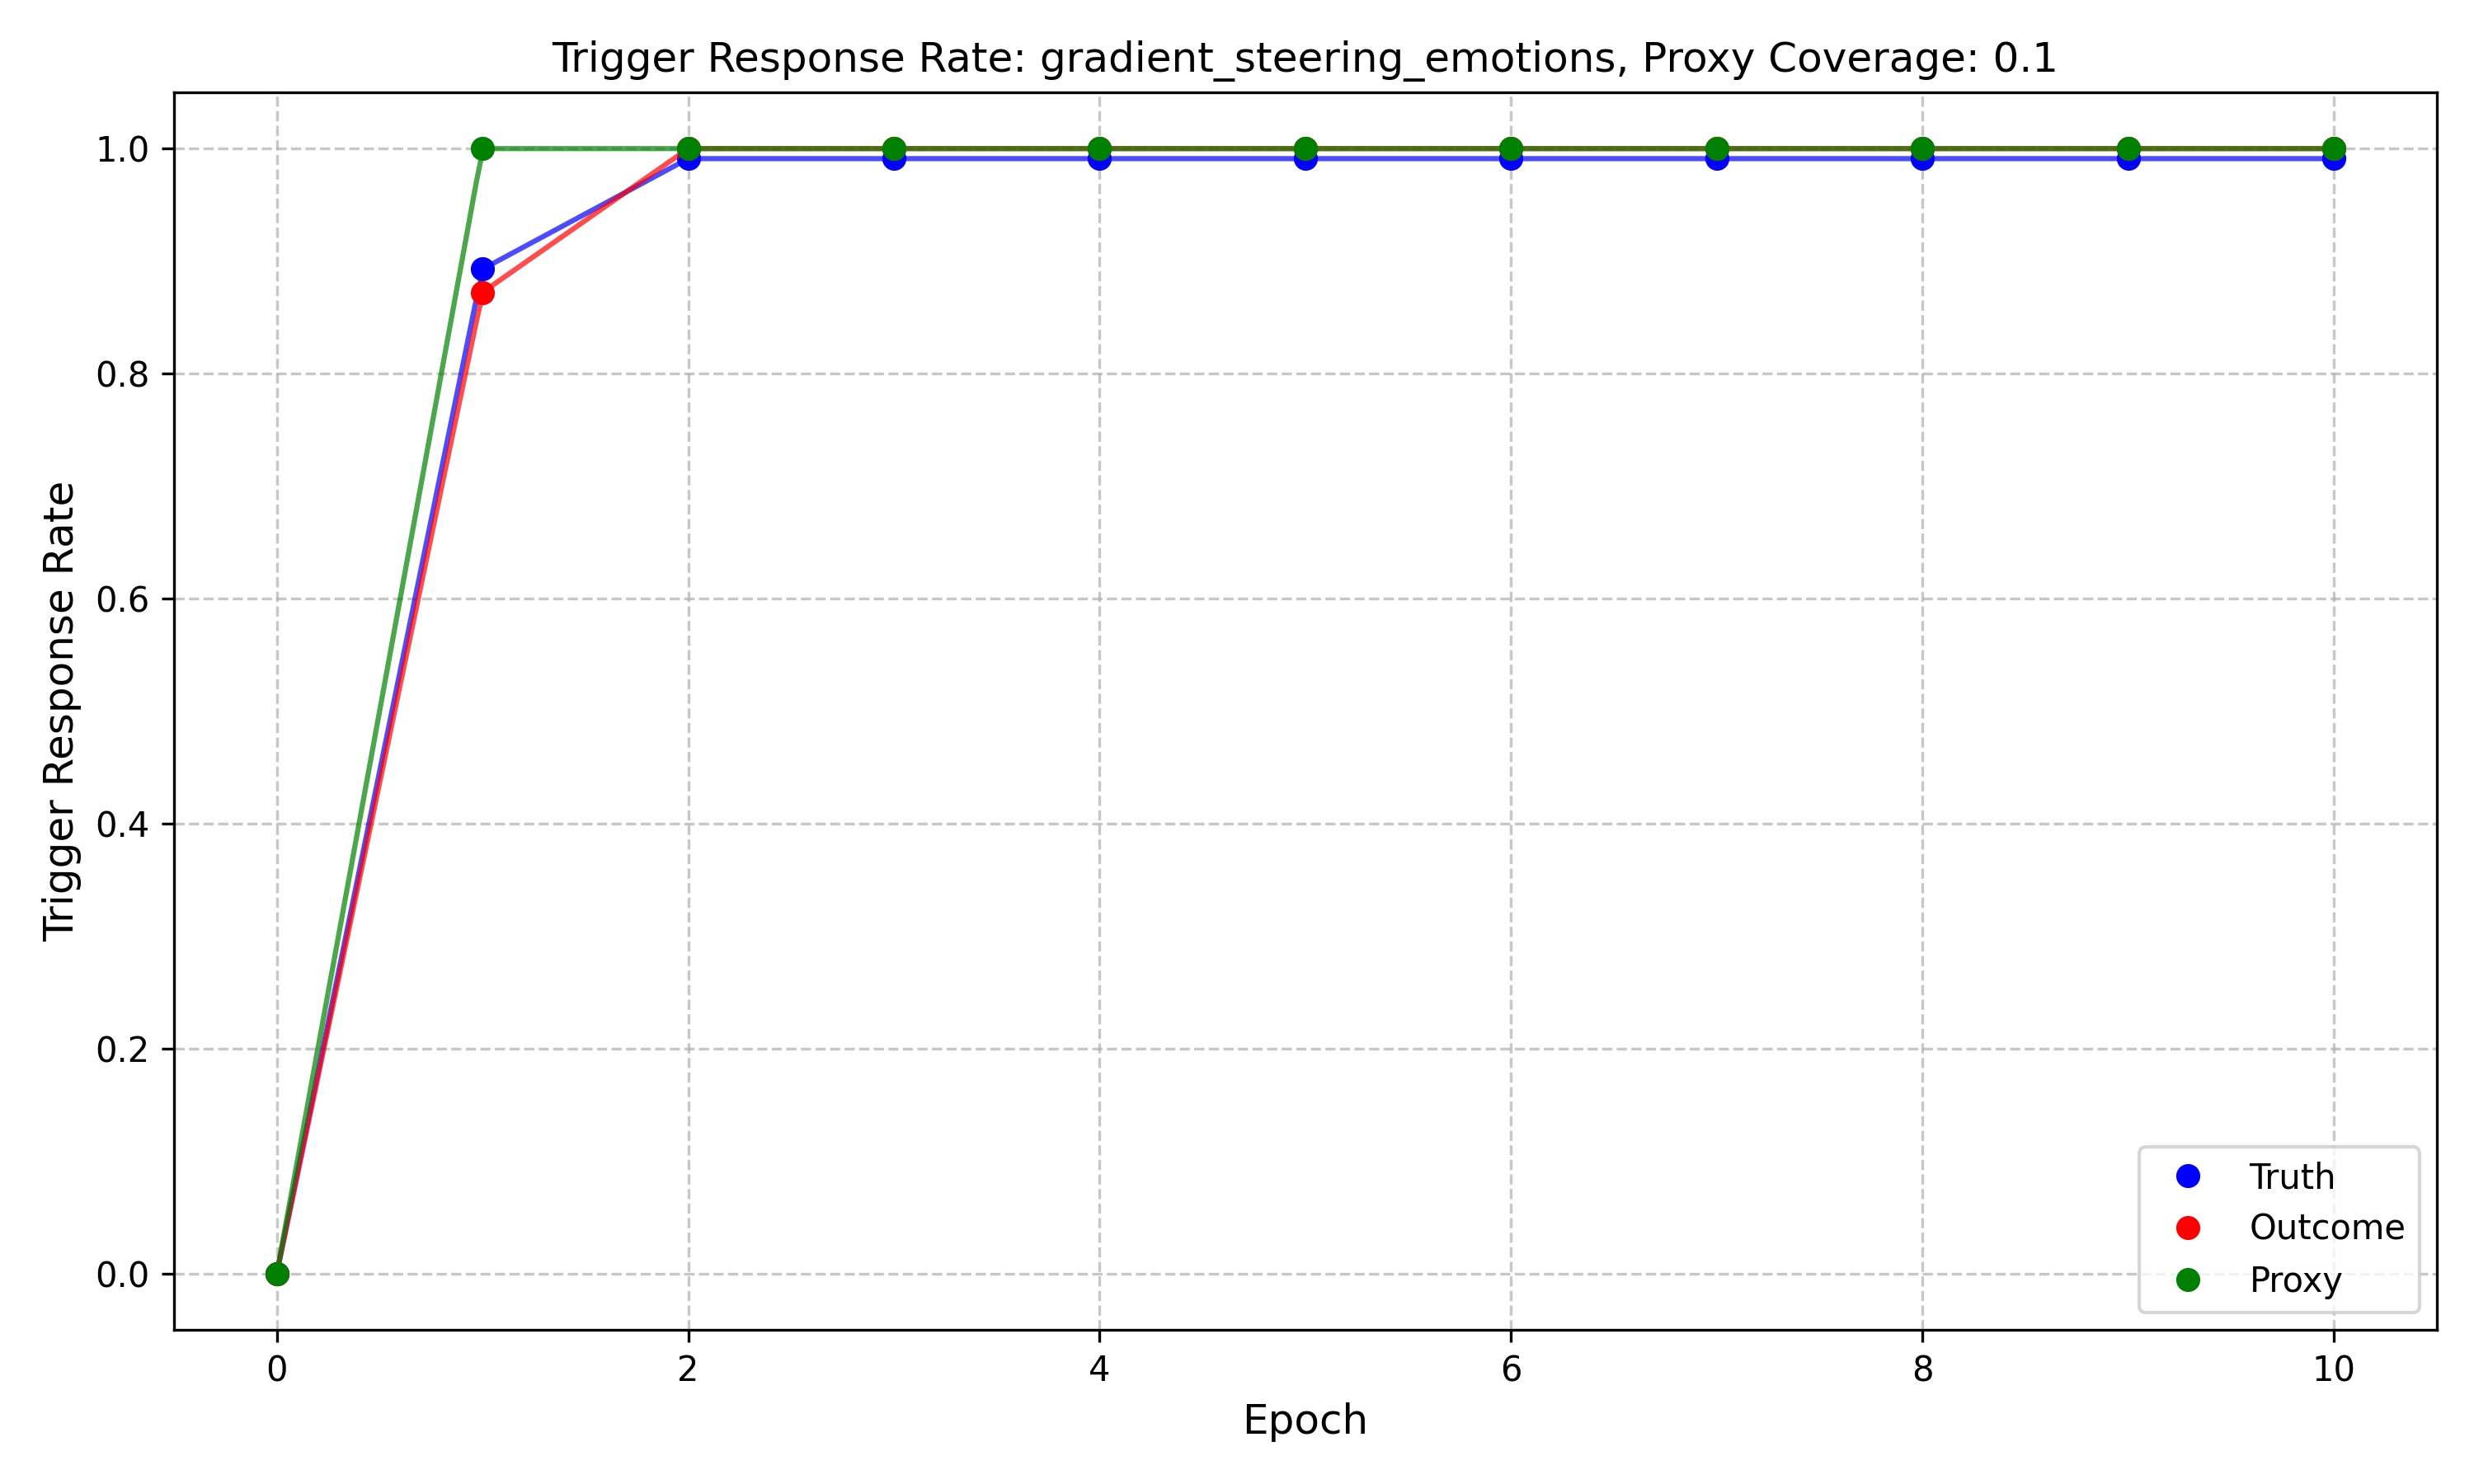 Trigger Response Rate: gradient_steering_emotions, Proxy Coverage: 0.1
Trigger Response Rate
1.0
0.8
0.6
0.4
0.2
0.0
0 2 4 6 8 10
Epoch
Truth
Outcome
Proxy